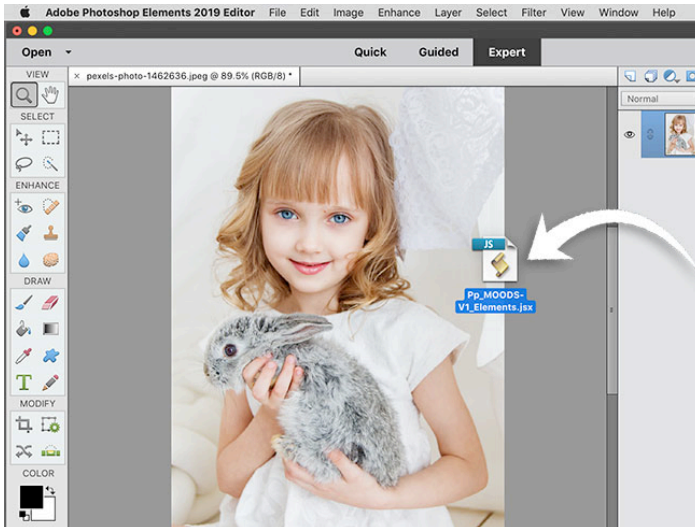 Adobe Photoshop Elements 2019 Editor File Edit Image Enhance Layer Select Filter View Window Help
Open Quick Guided Expert
VIEW
× pexels-photo-1462636.jpeg @ 89.5% (RGB/8) *
Normal
SELECT
ENHANCE
JS
Pp_MOODS-
V1_Elements.jsx
DRAW
T
MODIFY
COLOR